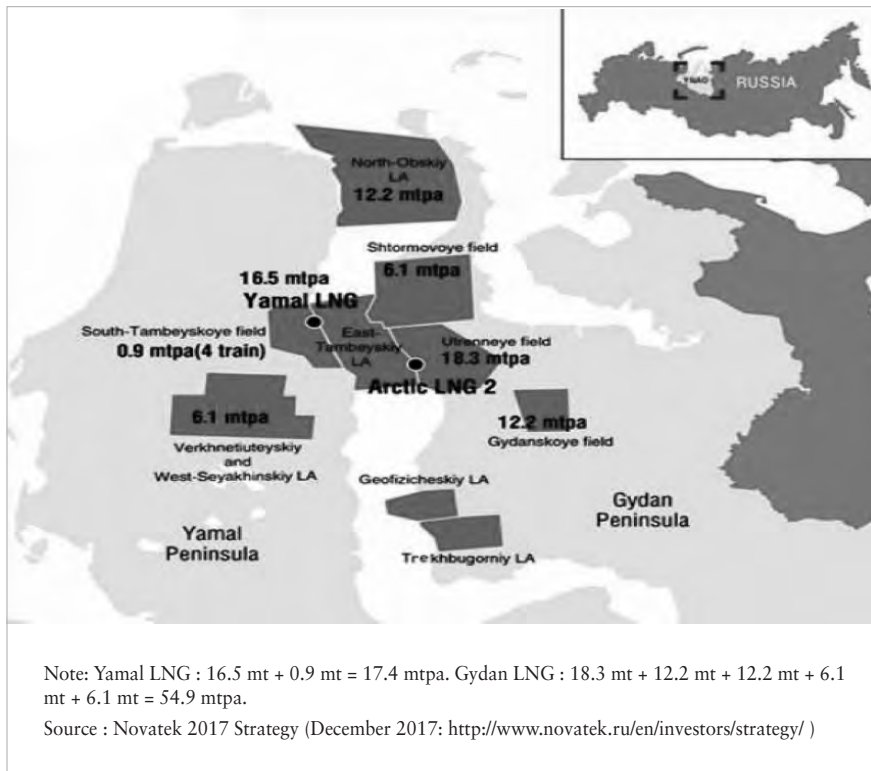 YNAO
RUSSIA
North-Obskiy
LA
12.2 mtpa
Shtormovoye field
6.1 mtpa
16.5 mtpa
Yamal LNG
South-Tambeyskoye field
0.9 mtpa(4 train)
East-
Tambeyskiy
LA
Utrenneye field
18.3 mtpa
Arctic LNG 2
6.1 mtpa
Verkhnetiuteyskiy
and
West-Seyakhinskiy LA
12.2 mtpa
Gydanskoye field
Geofizicheskiy LA
Gydan
Peninsula
Yamal
Peninsula
Trekhbugorniy LA
Note: Yamal LNG : 16.5 mt + 0.9 mt = 17.4 mtpa. Gydan LNG : 18.3 mt + 12.2 mt + 12.2 mt + 6.1
mt + 6.1 mt = 54.9 mtpa.
Source : Novatek 2017 Strategy (December 2017: http://www.novatek.ru/en/investors/strategy/ )